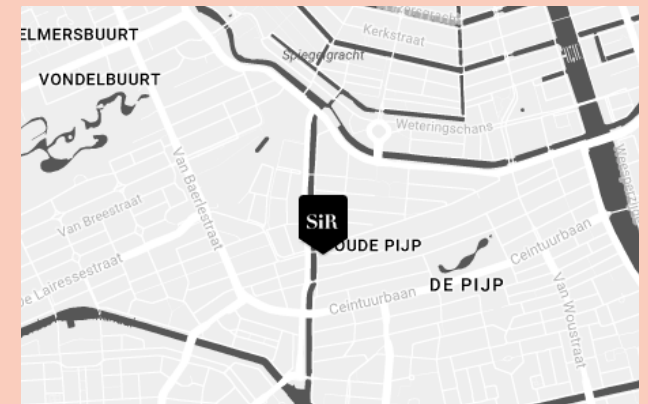 ELMERSBUURT
Kerkstraat
Spiegelgracht
VONDELBUURT
Weteringschans
Van Baerlestraat
Weesperzijde
Van Breestraat
SiR
OUDE PIJP
Ceintuurbaan
De Lairessestraat
DE PIJP
Ceintuurbaan
Van Woustraat